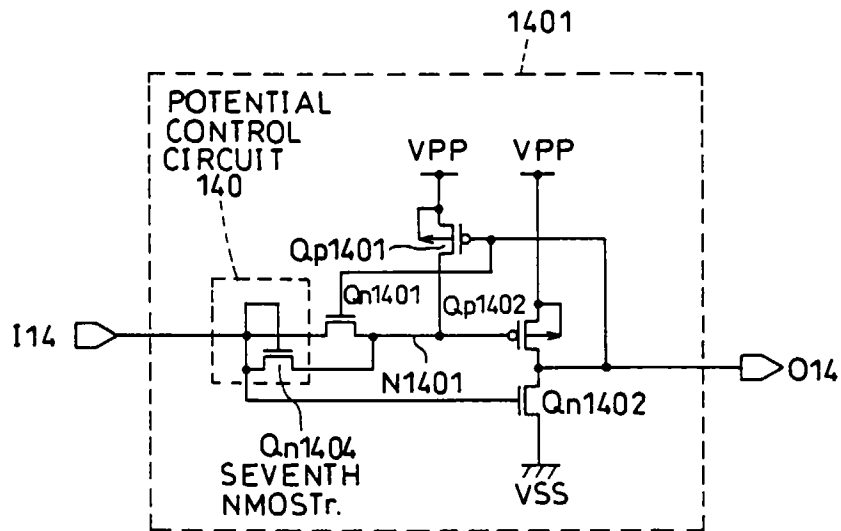 1401
POTENTIAL
CONTROL
CIRCUIT
140
VPP
VPP
Qp1401
Qn1401
Qp1402
I14
N1401
O14
Qn1402
Qn1404
SEVENTH
NMOSTr.
VSS